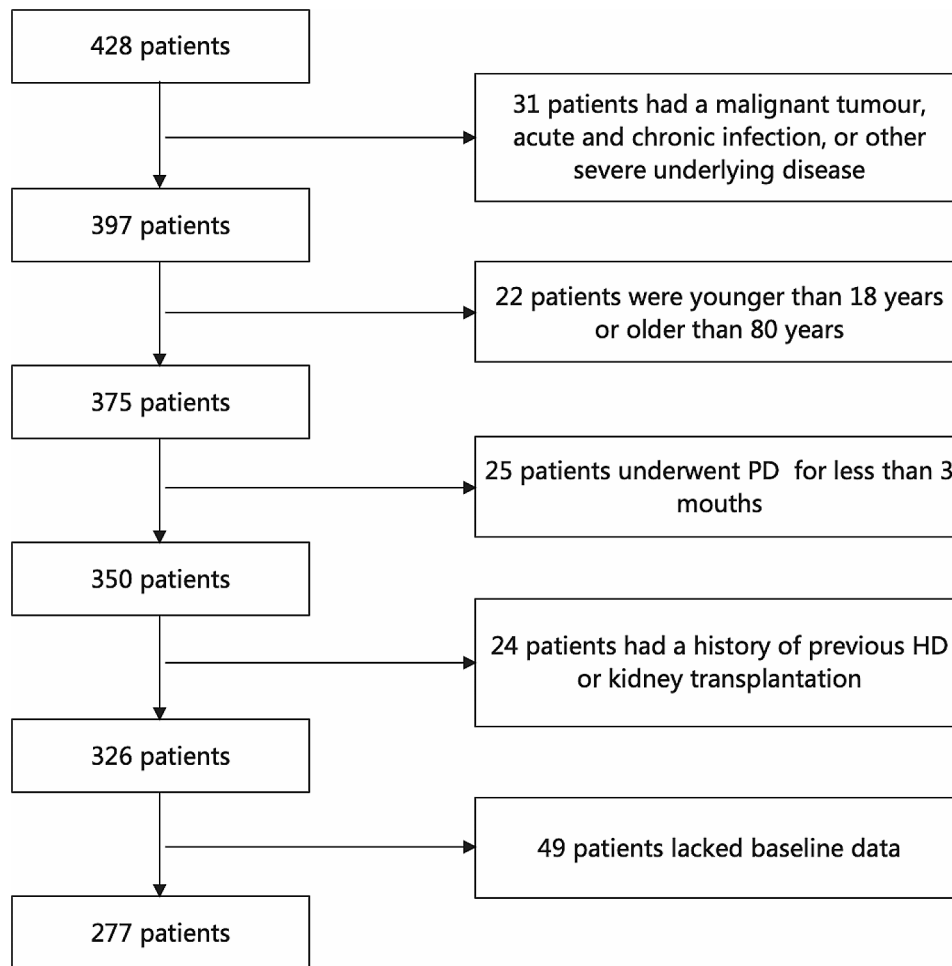 428 patients
31 patients had a malignant tumour,
acute and chronic infection, or other
severe underlying disease
397 patients
22 patients were younger than 18 years
or older than 80 years
375 patients
25 patients underwent PD for less than 3
mouths
350 patients
24 patients had a history of previous HD
or kidney transplantation
326 patients
49 patients lacked baseline data
277 patients